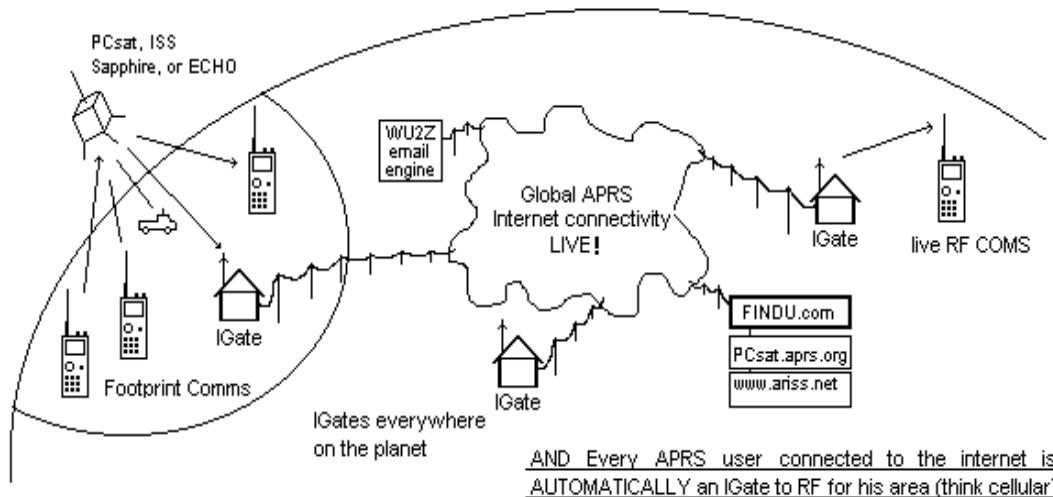 PCsat, ISS
Sapphire, or ECHO
WU2Z
email
engine
Global APRS
Internet connectivity
LIVE!
IGate
live RF COMS
IGate
Footprint Comms
IGate
FINDU.com
PCsat.aprs.org
www.ariss.net
IGates everywhere
on the planet
AND Every APRS user connected to the internet is
AUTOMATICALLY an IGate to RF for his area (think cellular)